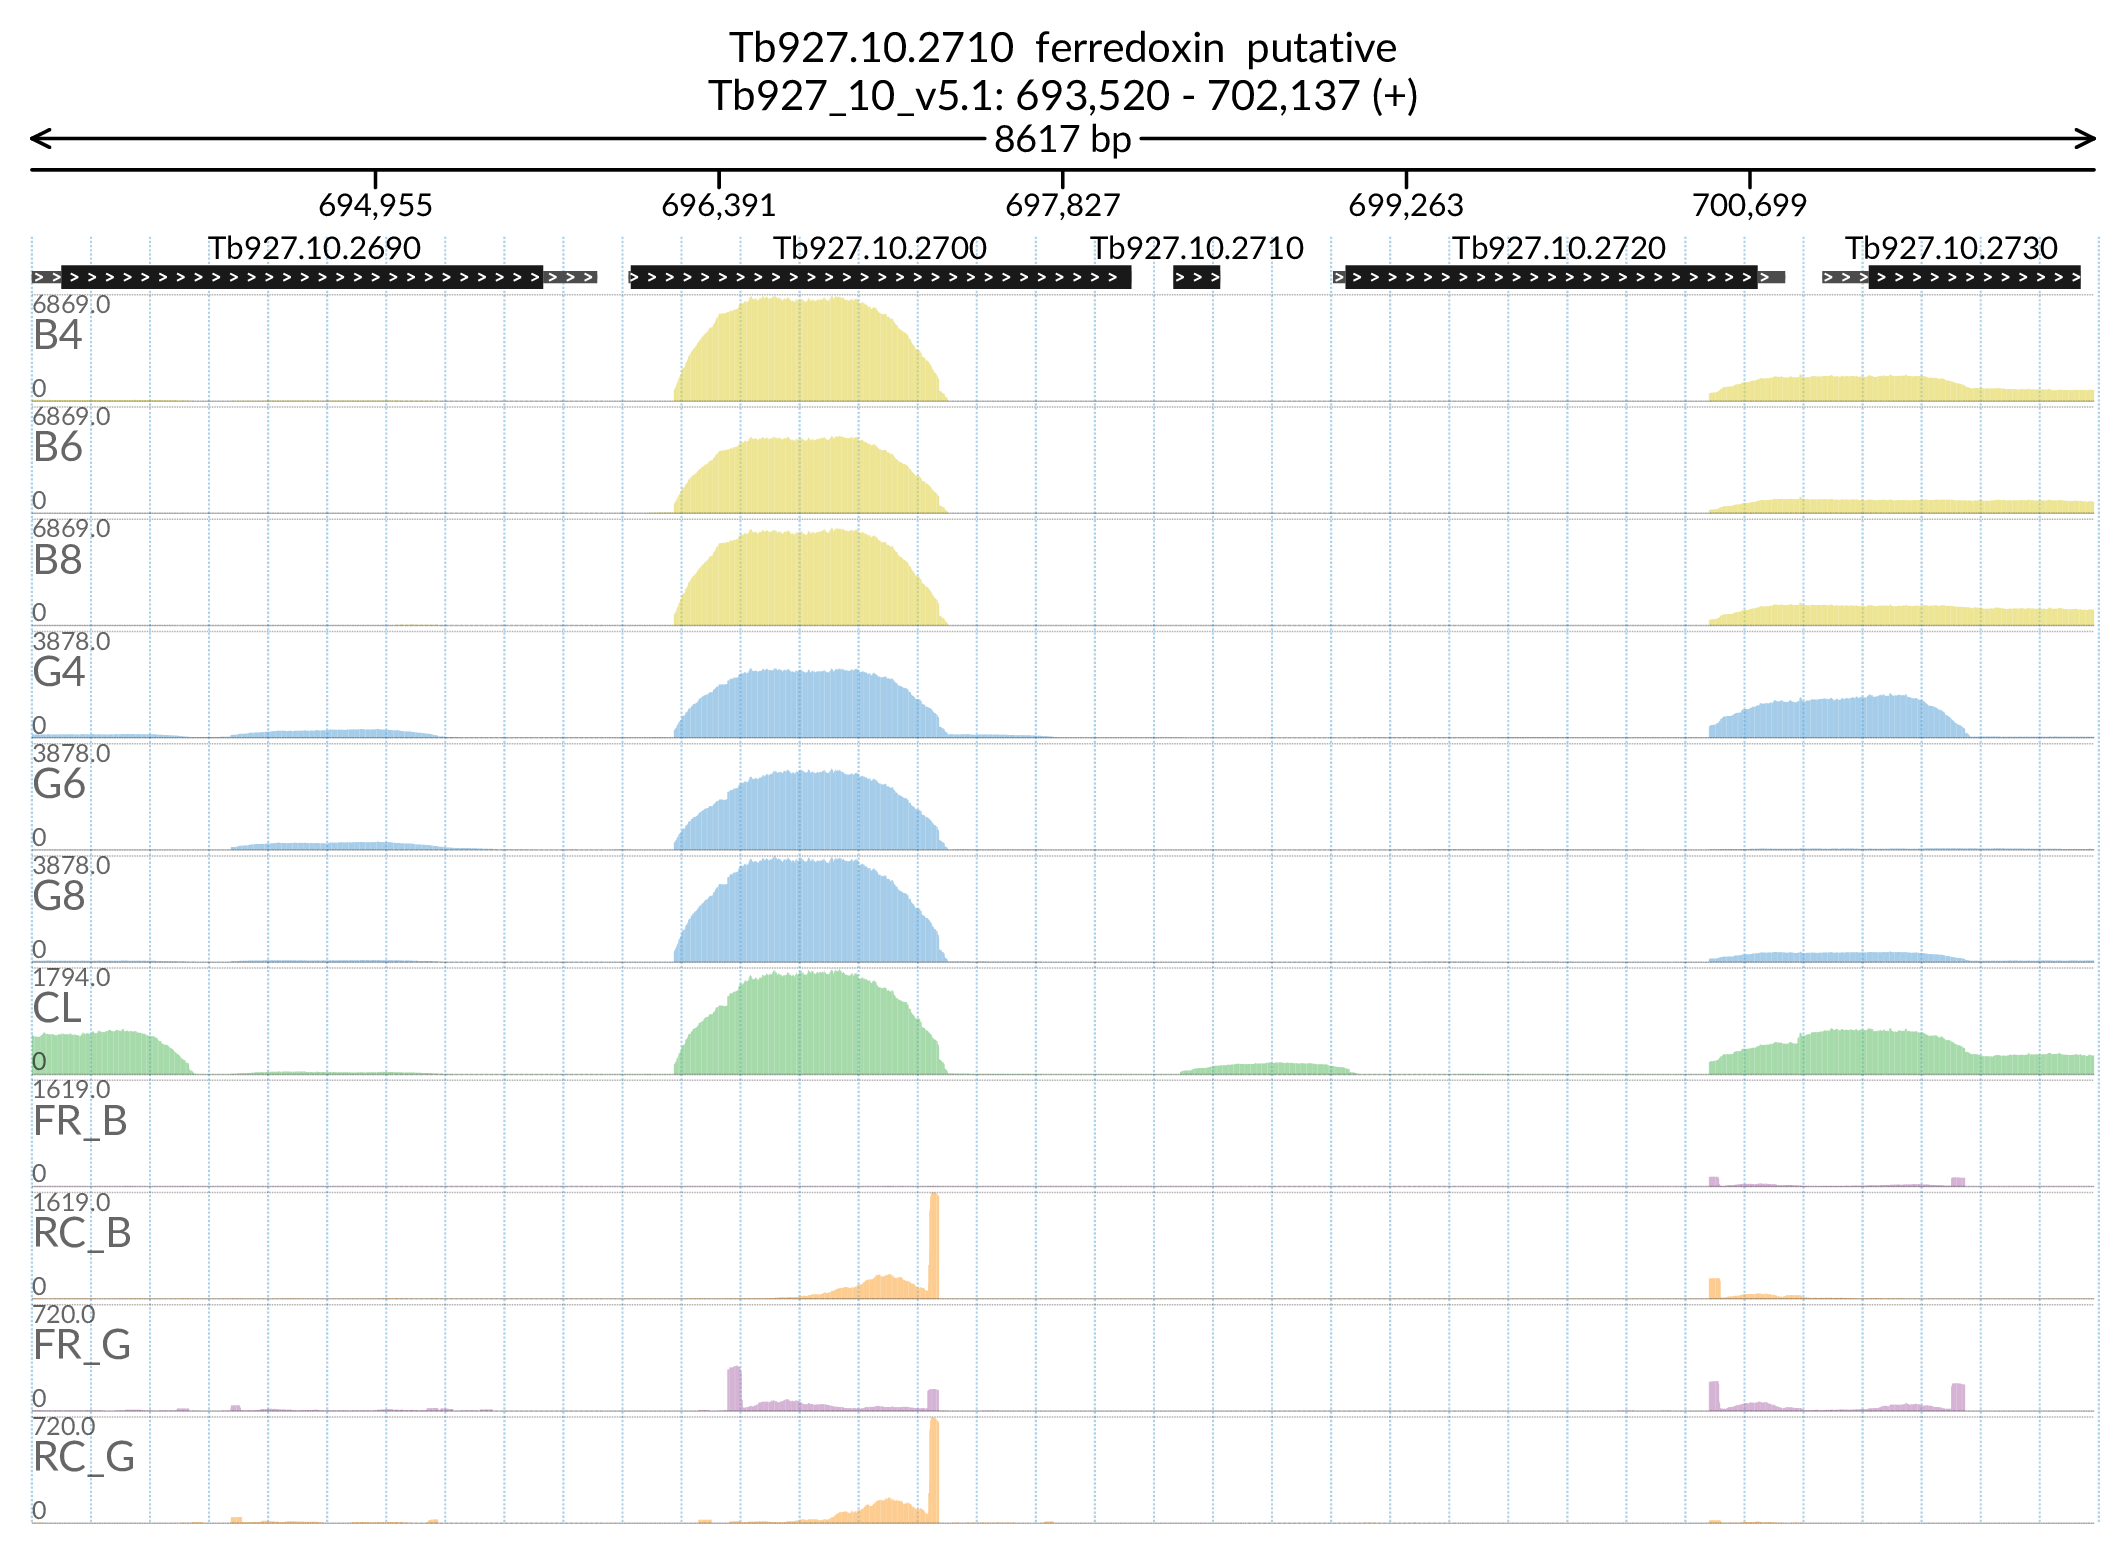 Tb927.10.2710 ferredoxin putative
Tb927_10_v5.1: 693,520 - 702,137 (+)
8617 bp
694,955 696,391 697,827 699,263 700,699
Tb927.10.2690 Tb927.10.2700 Tb927.10.2710 Tb927.10.2720 Tb927.10.2730
6869.0
B4
0
6869.0
B6
0
6869.0
B8
0
3878.0
G4
0
3878.0
G6
0
3878.0
G8
0
1794.0
CL
0
1619.0
FR_B
0
1619.0
RC_B
0
720.0
FR_G
0
720.0
RC_G
0